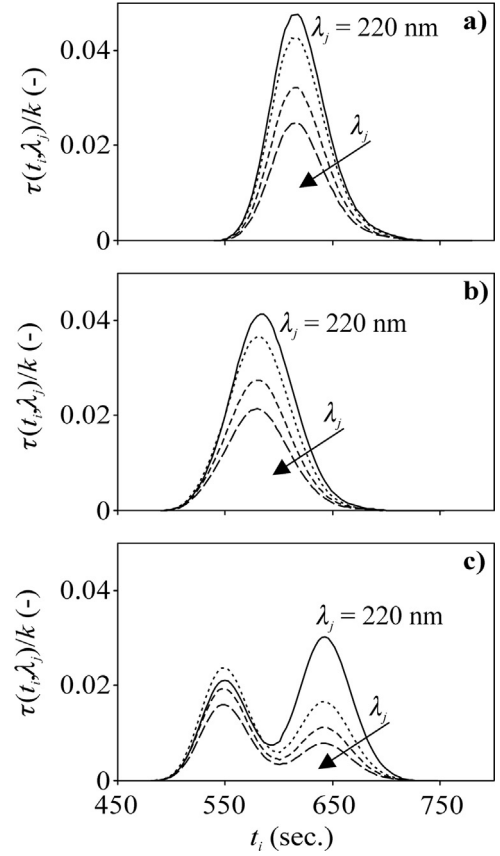 a)
λj = 220 nm
0.04
λj
0.02
τ(ti,λj)/k (-)
0
b)
λj = 220 nm
0.04
λj
0.02
τ(ti,λj)/k (-)
0
c)
0.04
λj = 220 nm
0.02
λj
τ(ti,λj)/k (-)
0
450 550 650 750
ti (sec.)